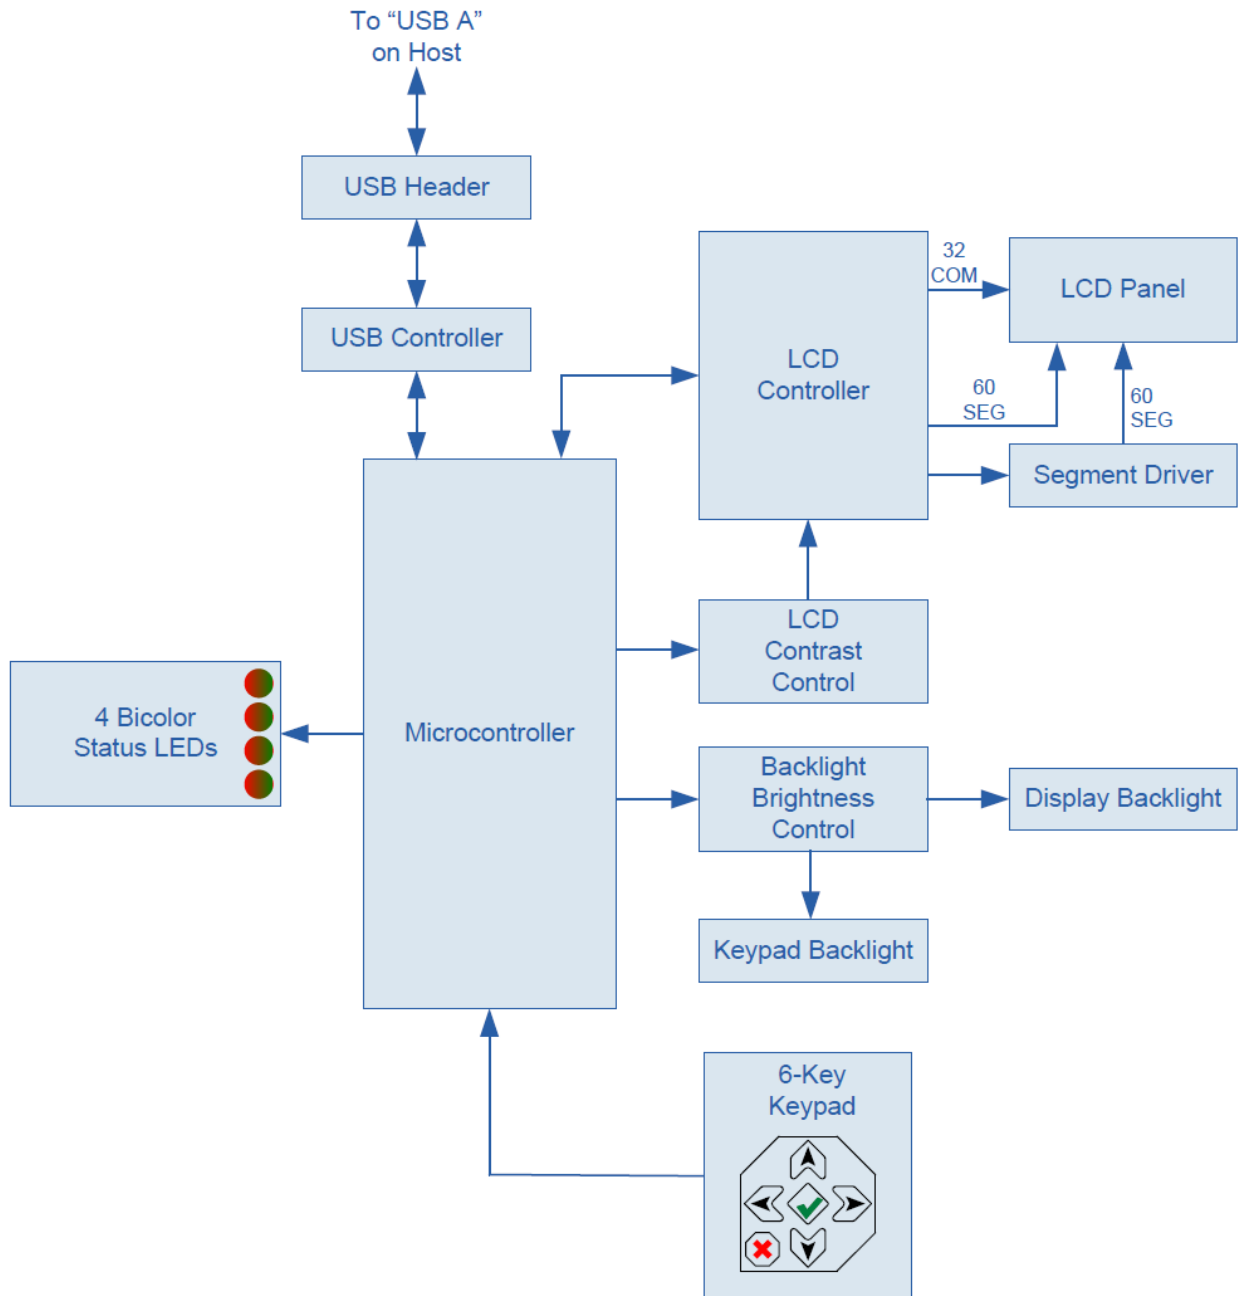 To “USB A”
on Host
USB Header
USB Controller
LCD
Controller
32
COM
LCD Panel
60
SEG
60
SEG
Segment Driver
LCD
Contrast
Control
4 Bicolor
Status LEDs
Microcontroller
Backlight
Brightness
Control
Display Backlight
Keypad Backlight
6-Key
Keypad